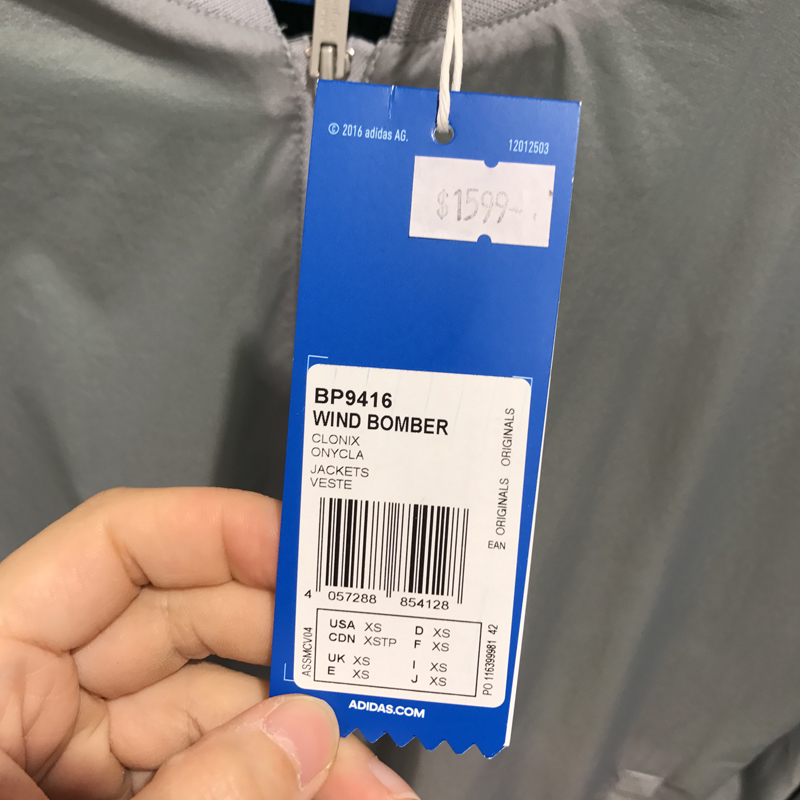 © 2016 adidas AG.
12012503
$1599-
BP9416
WIND BOMBER
CLONIX
ONYCLA
JACKETS
VESTE
ORIGINALS
ORIGINALS
EAN
4 057288 854128
USA XS D XS
CDN XSTP F XS
UK XS I XS
E XS J XS
ASSMCV04
PO 116399981 42
ADIDAS.COM